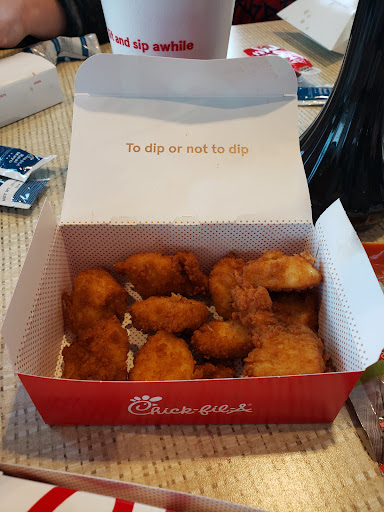 and sip awhile
To dip or not to dip
Chick-fil-A